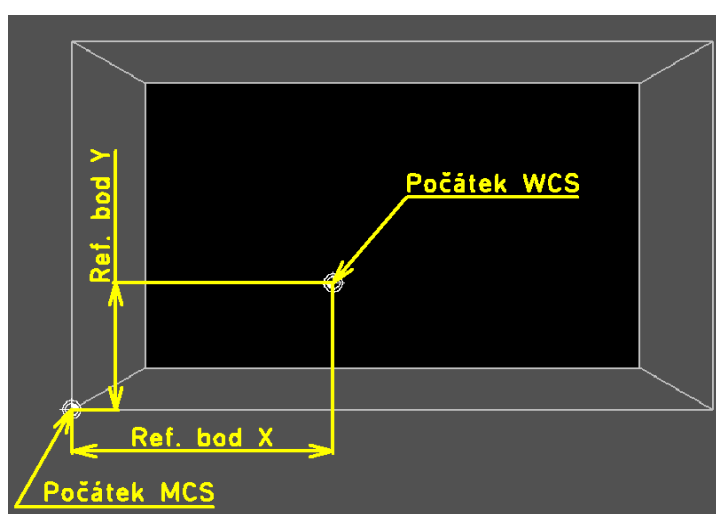 Počátek WCS
Ref. bod Y
Ref. bod X
Počátek MCS